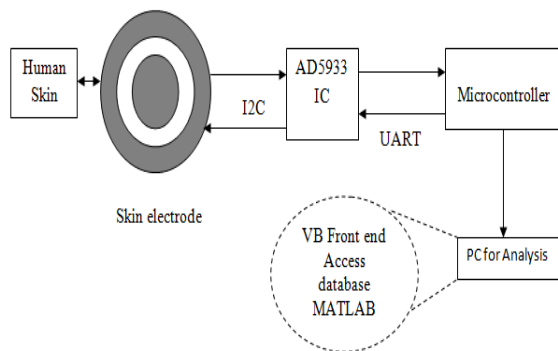 Human
Skin
AD5933
IC
Microcontroller
I2C
UART
Skin electrode
VB Front end
Access
database
MATLAB
PC for Analysis